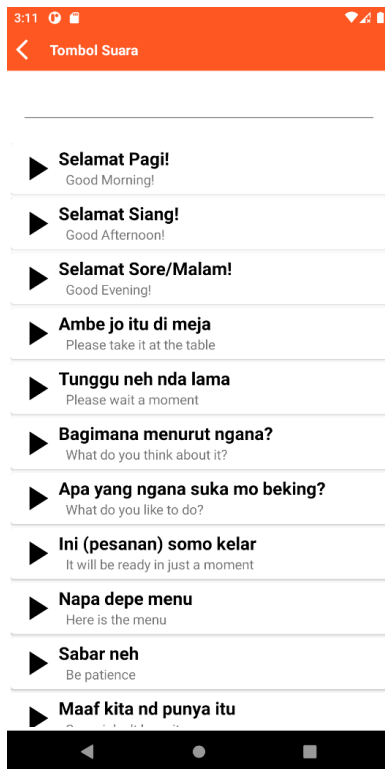 3:11
Tombol Suara
Selamat Pagi!
Good Morning!
Selamat Siang!
Good Afternoon!
Selamat Sore/Malam!
Good Evening!
Ambe jo itu di meja
Please take it at the table
Tunggu neh nda lama
Please wait a moment
Bagimana menurut ngana?
What do you think about it?
Apa yang ngana suka mo beking?
What do you like to do?
Ini (pesanan) somo kelar
It will be ready in just a moment
Napa depe menu
Here is the menu
Sabar neh
Be patience
Maaf kita nd punya itu